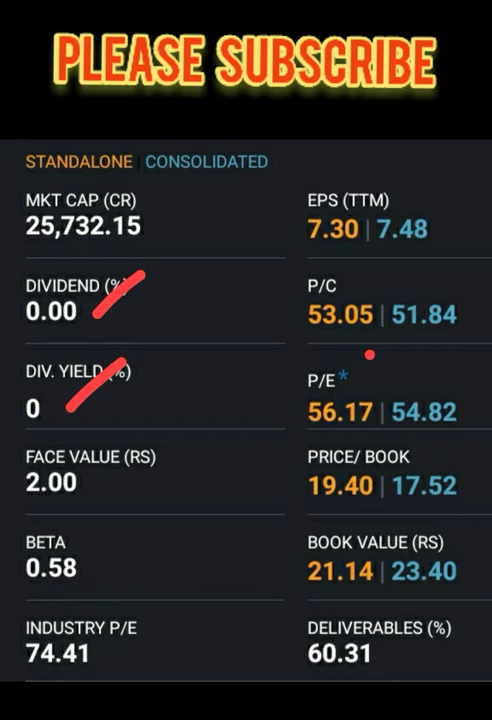 PLEASE SUBSCRIBE
STANDALONE | CONSOLIDATED
MKT CAP (CR)
25,732.15
EPS (TTM)
7.30 | 7.48
DIVIDEND (%)
0.00
P/C
53.05 | 51.84
DIV. YIELD (%)
0
P/E *
56.17 | 54.82
FACE VALUE (RS)
2.00
PRICE/ BOOK
19.40 | 17.52
BETA
0.58
BOOK VALUE (RS)
21.14 | 23.40
INDUSTRY P/E
74.41
DELIVERABLES (%)
60.31